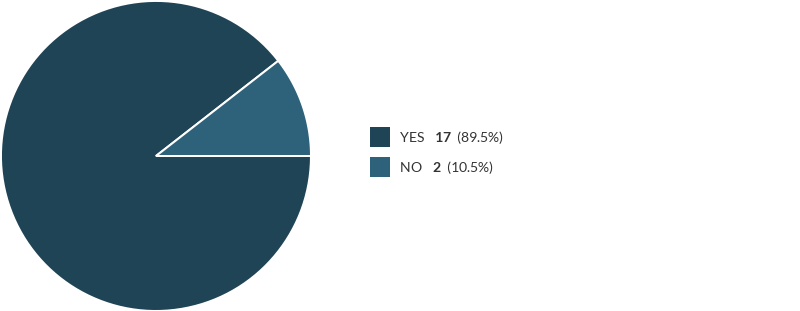 YES 17 (89.5%)
NO 2 (10.5%)